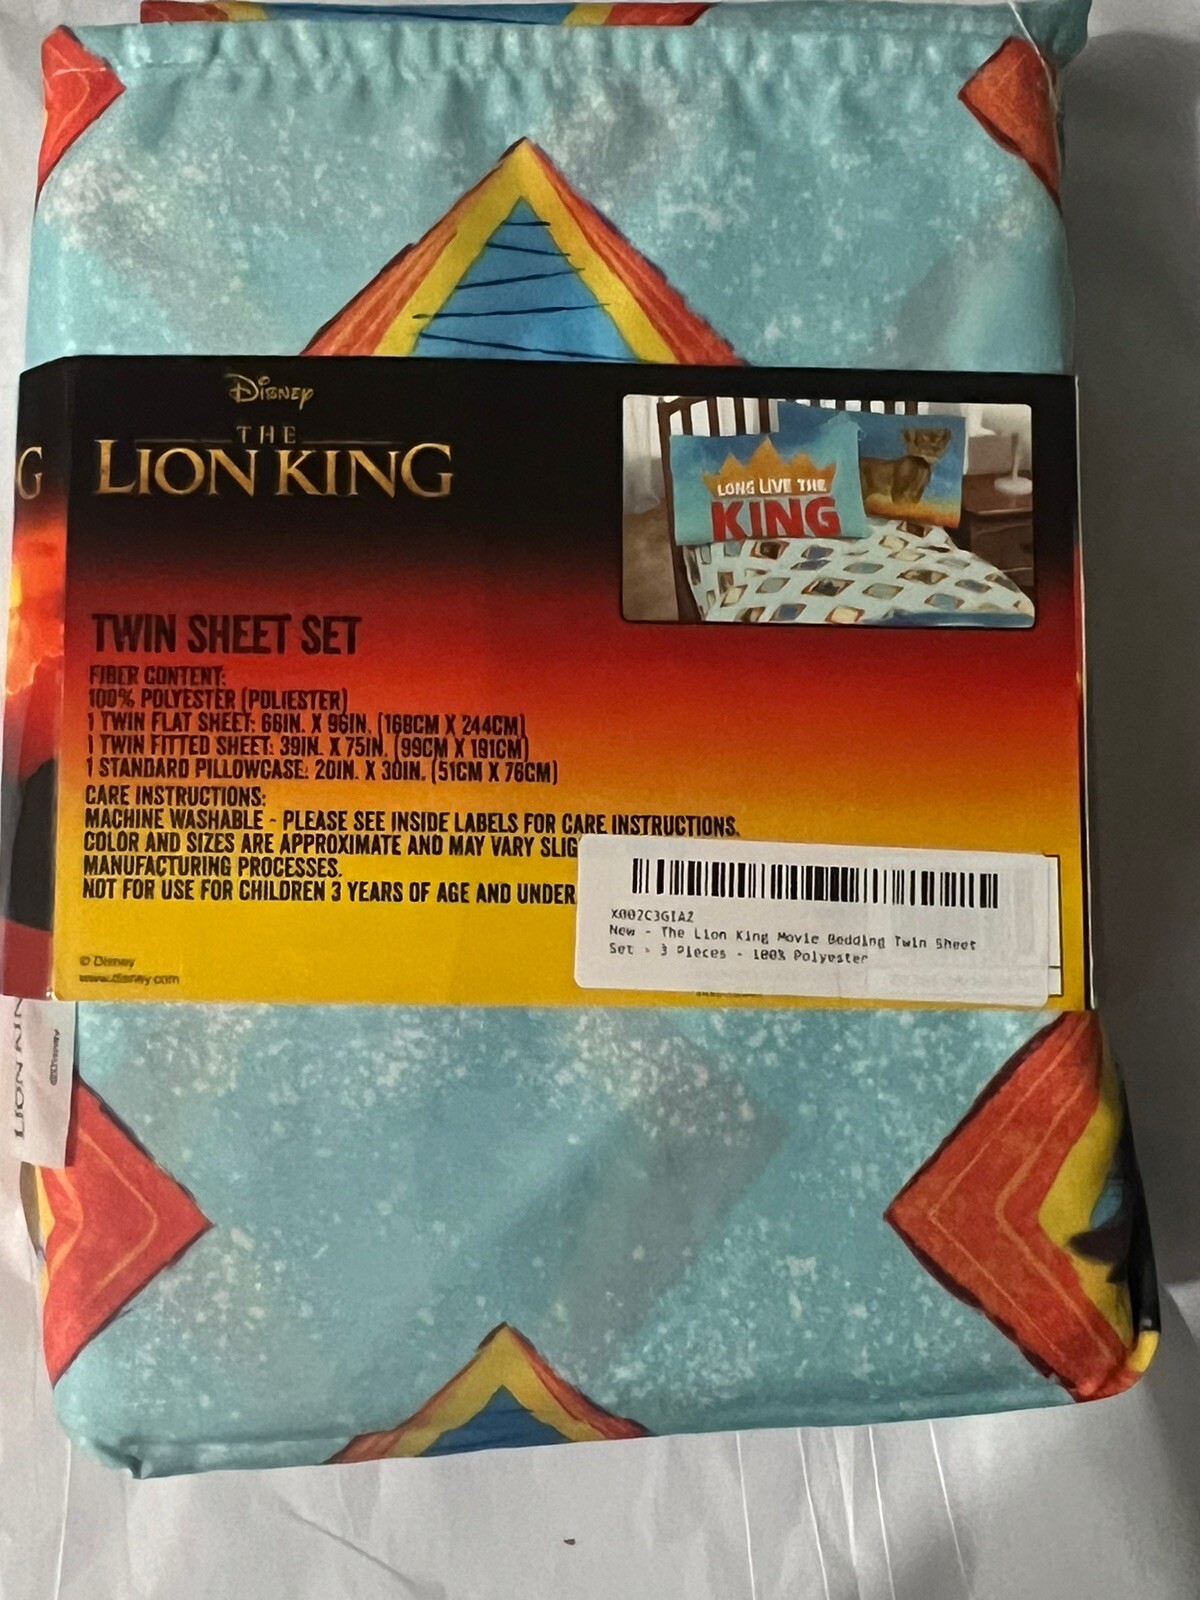 Disney
THE
LION KING
G
LONG LIVE THE
KING
TWIN SHEET SET
FIBER CONTENT:
100% POLYESTER (POLIESTER)
1 TWIN FLAT SHEET: 66IN. X 96IN. (168CM X 244CM)
1 TWIN FITTED SHEET: 39IN. X 75IN. (99CM X 191CM)
1 STANDARD PILLOWCASE: 20IN. X 30IN. (51CM X 76CM)
CARE INSTRUCTIONS:
MACHINE WASHABLE - PLEASE SEE INSIDE LABELS FOR CARE INSTRUCTIONS.
COLOR AND SIZES ARE APPROXIMATE AND MAY VARY SLIG
MANUFACTURING PROCESSES.
NOT FOR USE FOR CHILDREN 3 YEARS OF AGE AND UNDER
X002C3GIAZ
New - The Lion King Movie Bedding Twin Sheet
Set - 3 Pieces - 100% Polyester
© Disney
www.disney.com
LION KIN
©Disney